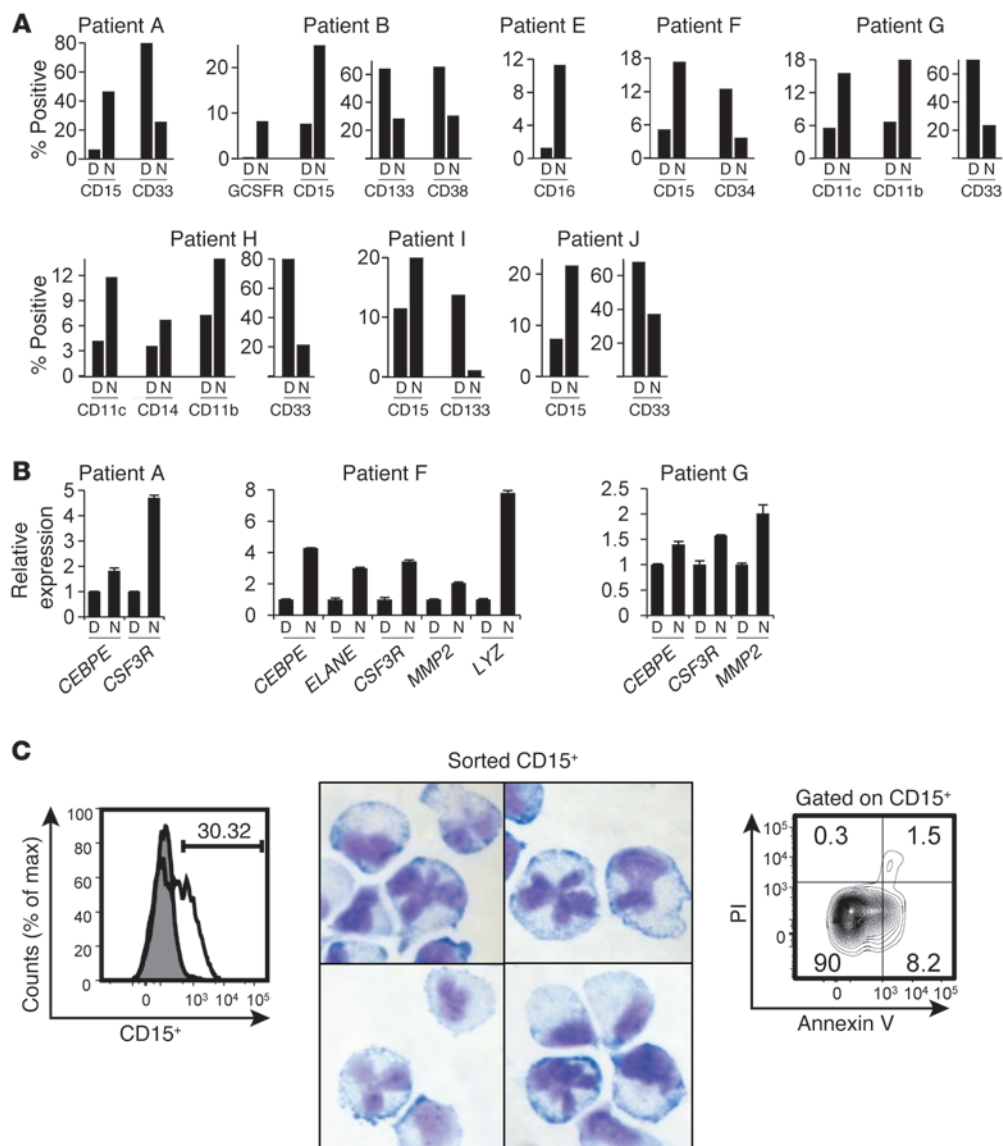 A
Patient A
Patient B
Patient E
Patient F
Patient G
% Positive
80
60
40
20
0
20
10
0
60
40
20
12
9
6
3
0
18
12
6
0
18
12
6
0
60
40
20
D N D N
D N D N
D N D N
D N
D N D N
D N D N
D N
CD15 CD33
GCSFR CD15
CD133 CD38
CD16
CD15 CD34
CD11c CD11b
CD33
Patient H
Patient I
Patient J
% Positive
12
9
6
3
0
80
60
40
20
0
20
15
10
5
0
20
10
0
60
40
20
D N D N D N
D N
D N D N
D N
D N
CD11c CD14 CD11b
CD33
CD15 CD133
CD15
CD33
B
Patient A
Patient F
Patient G
Relative
expression
5
4
3
2
1
0
8
6
4
2
0
2.5
2
1.5
1
0.5
0
D N D N
D N D N D N D N D N
D N D N D N
CEBPE CSF3R
CEBPE ELANE CSF3R MMP2 LYZ
CEBPE CSF3R MMP2
C
Sorted CD15⁺
Counts (% of max)
100
80
60
40
20
0
30.32
0 10³ 10⁴ 10⁵
CD15⁺
Gated on CD15⁺
PI
10⁵
10⁴
10³
0
0.3 1.5
90 8.2
0 10³ 10⁴ 10⁵
Annexin V